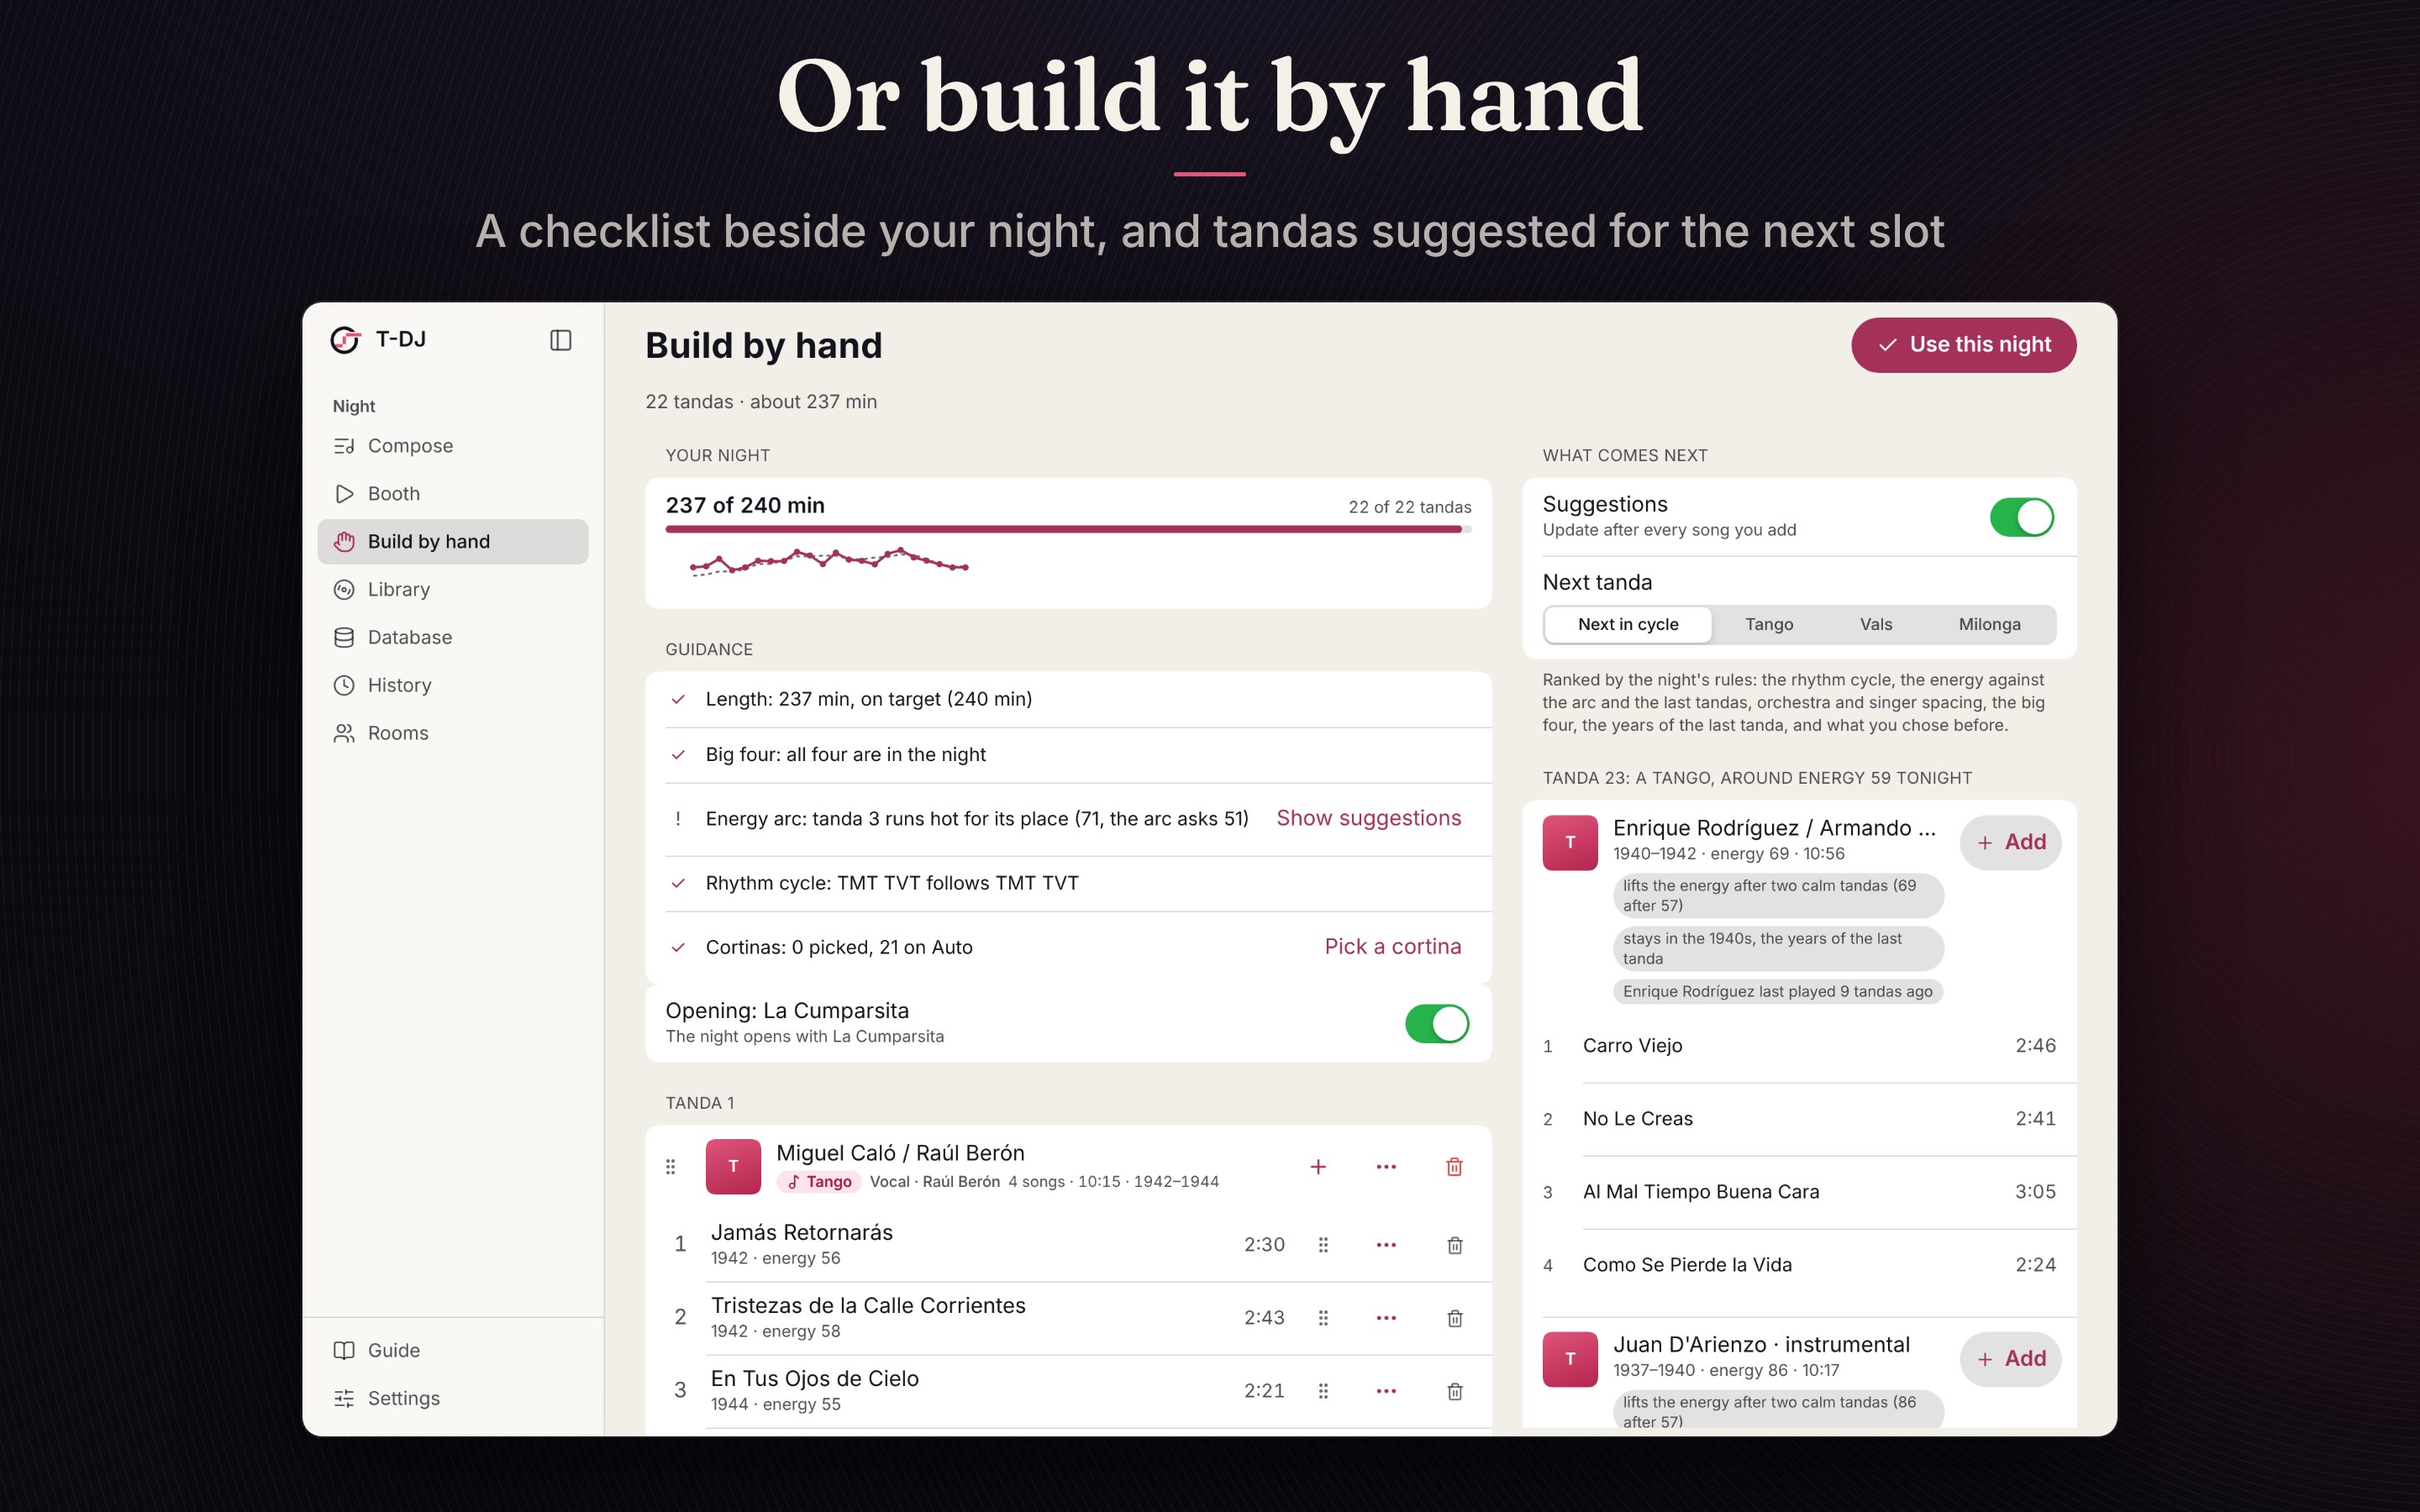 Or build it by hand
A checklist beside your night, and tandas suggested for the next slot
T-DJ
Night
Compose
Booth
Build by hand
Library
Database
History
Rooms
Guide
Settings
Build by hand
Use this night
22 tandas · about 237 min
YOUR NIGHT
237 of 240 min
22 of 22 tandas
GUIDANCE
Length: 237 min, on target (240 min)
Big four: all four are in the night
! Energy arc: tanda 3 runs hot for its place (71, the arc asks 51)
Show suggestions
Rhythm cycle: TMT TVT follows TMT TVT
Cortinas: 0 picked, 21 on Auto
Pick a cortina
Opening: La Cumparsita
The night opens with La Cumparsita
TANDA 1
T
Miguel Caló / Raúl Berón
Tango Vocal · Raúl Berón 4 songs · 10:15 · 1942–1944
1 Jamás Retornarás 2:30
1942 · energy 56
2 Tristezas de la Calle Corrientes 2:43
1942 · energy 58
3 En Tus Ojos de Cielo 2:21
1944 · energy 55
WHAT COMES NEXT
Suggestions
Update after every song you add
Next tanda
Next in cycle Tango Vals Milonga
Ranked by the night's rules: the rhythm cycle, the energy against
the arc and the last tandas, orchestra and singer spacing, the big
four, the years of the last tanda, and what you chose before.
TANDA 23: A TANGO, AROUND ENERGY 59 TONIGHT
T
Enrique Rodríguez / Armando ...
1940–1942 · energy 69 · 10:56
+ Add
lifts the energy after two calm tandas (69
after 57)
stays in the 1940s, the years of the last
tanda
Enrique Rodríguez last played 9 tandas ago
1 Carro Viejo 2:46
2 No Le Creas 2:41
3 Al Mal Tiempo Buena Cara 3:05
4 Como Se Pierde la Vida 2:24
T
Juan D'Arienzo · instrumental
1937–1940 · energy 86 · 10:17
+ Add
lifts the energy after two calm tandas (86
after 57)